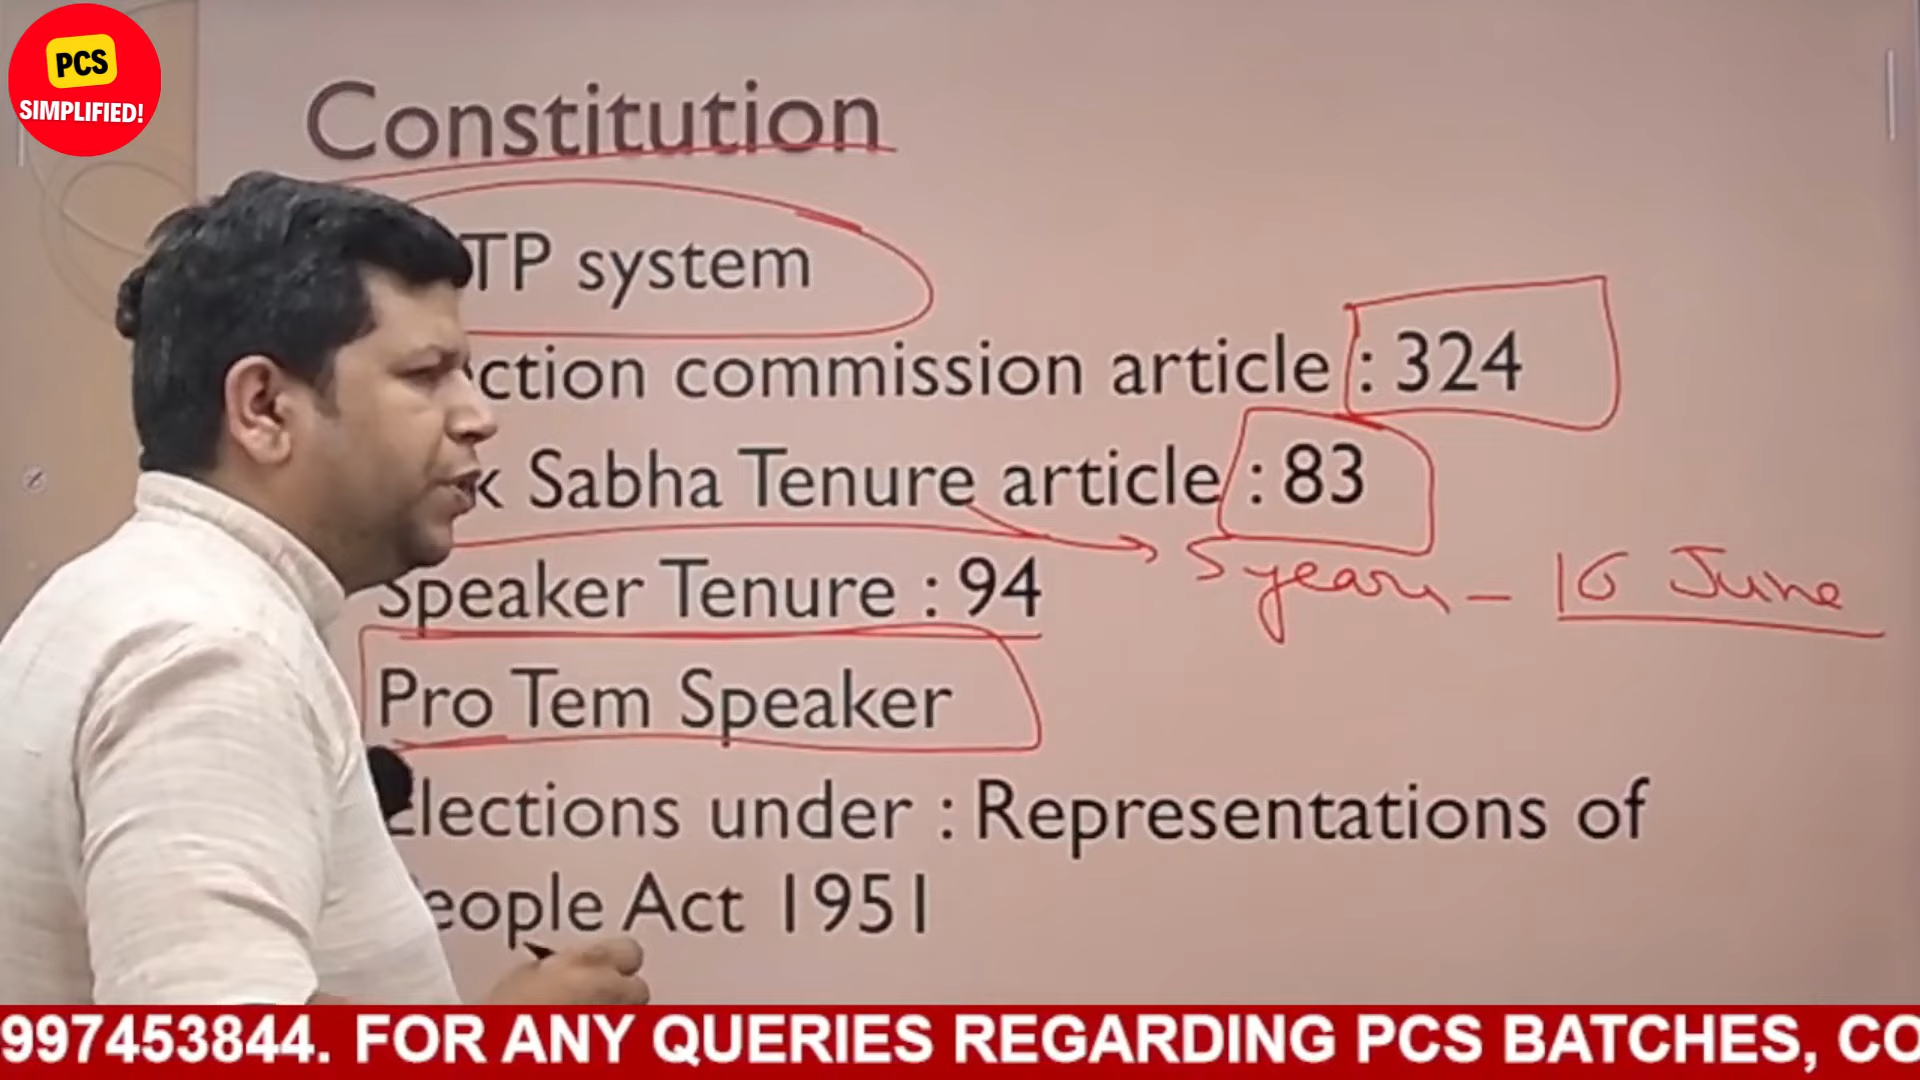 PCS
SIMPLIFIED!
Constitution
TP system
ction commission article : 324
k Sabha Tenure article : 83
5 years - 16 June
Speaker Tenure : 94
Pro Tem Speaker
Elections under : Representations of
eople Act 1951
997453844. FOR ANY QUERIES REGARDING PCS BATCHES, CO